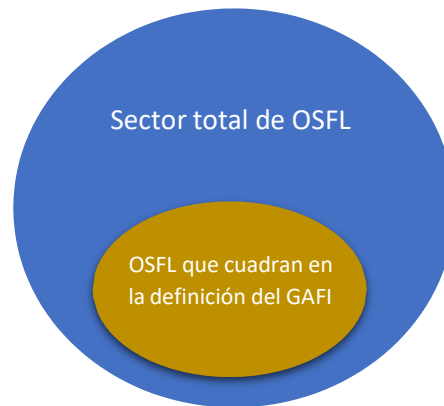 Sector total de OSFL
OSFL que cuadran en
la definición del GAFI